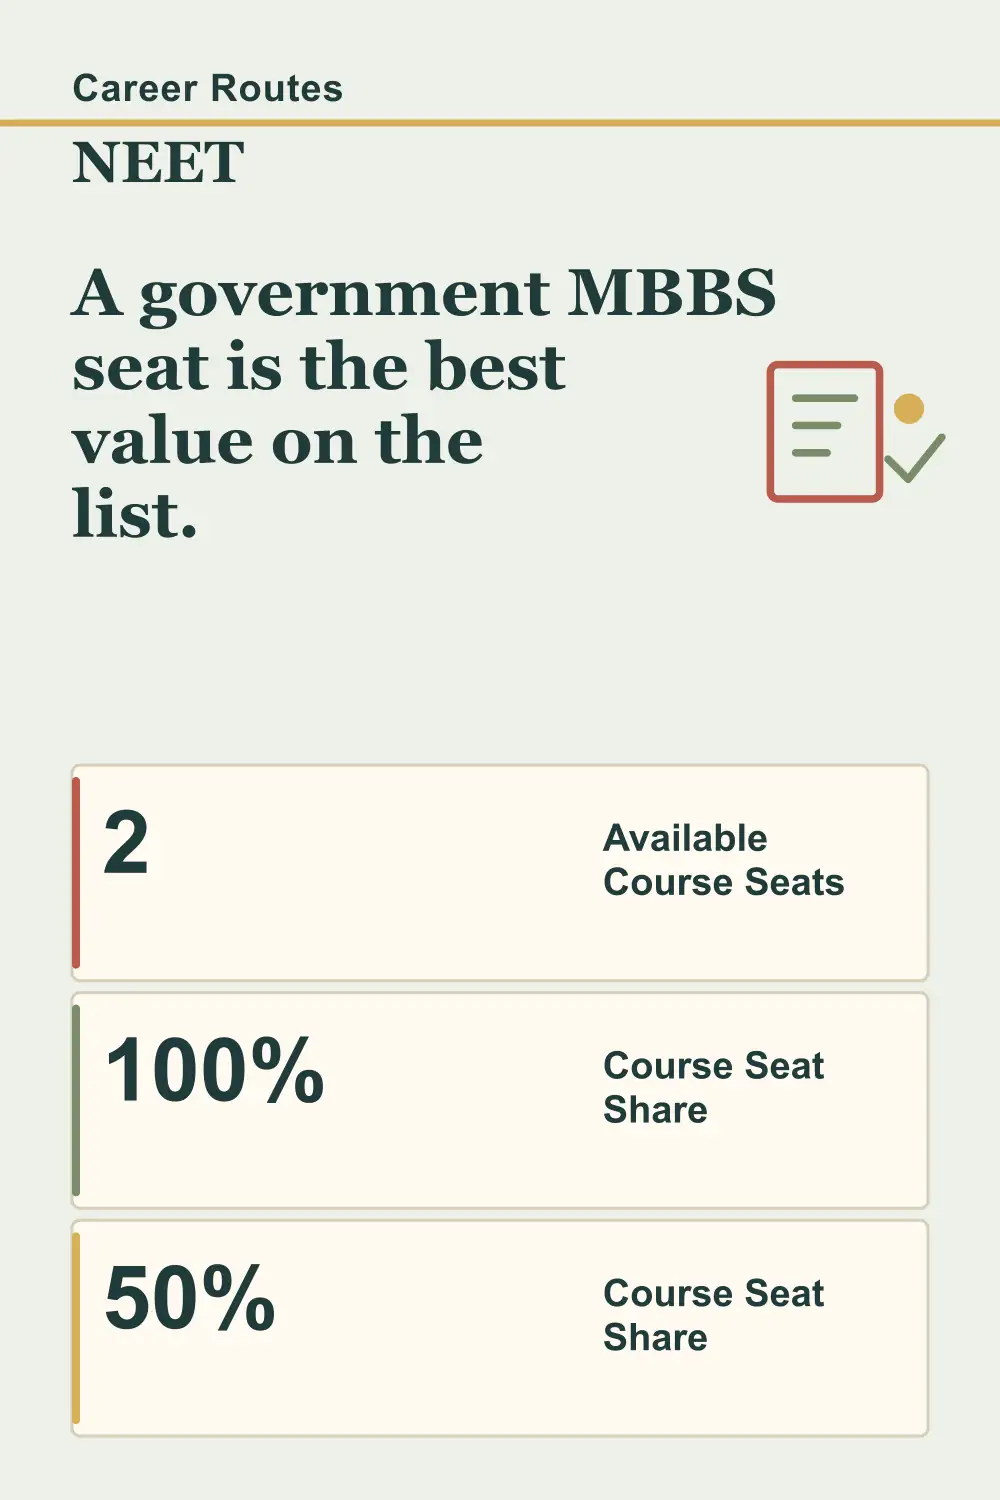 Career Routes
NEET
A government MBBS
seat is the best
value on the
list.
2
Available
Course Seats
100%
Course Seat
Share
50%
Course Seat
Share